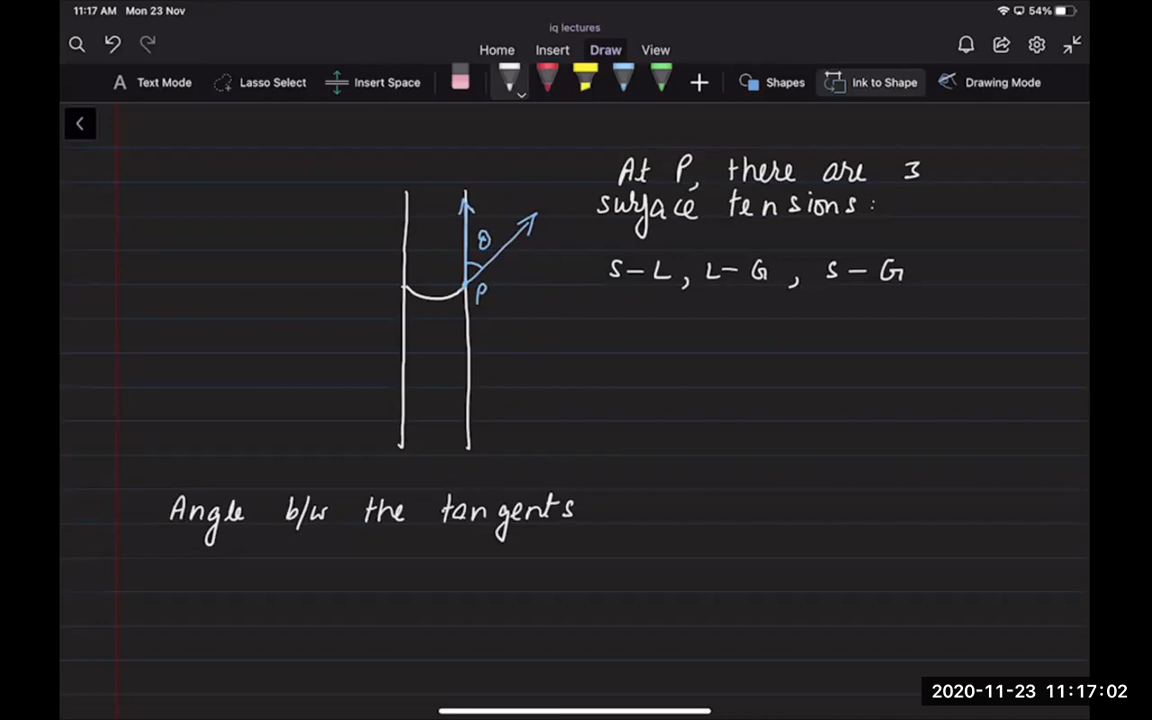 11:17 AM Mon 23 Nov
54%
iq lectures
Home Insert Draw View
Text Mode Lasso Select Insert Space Shapes Ink to Shape Drawing Mode
At P, there are 3
surface tensions:
S-L, L-G, S-G
θ
P
Angle b/w the tangents
2020-11-23 11:17:02